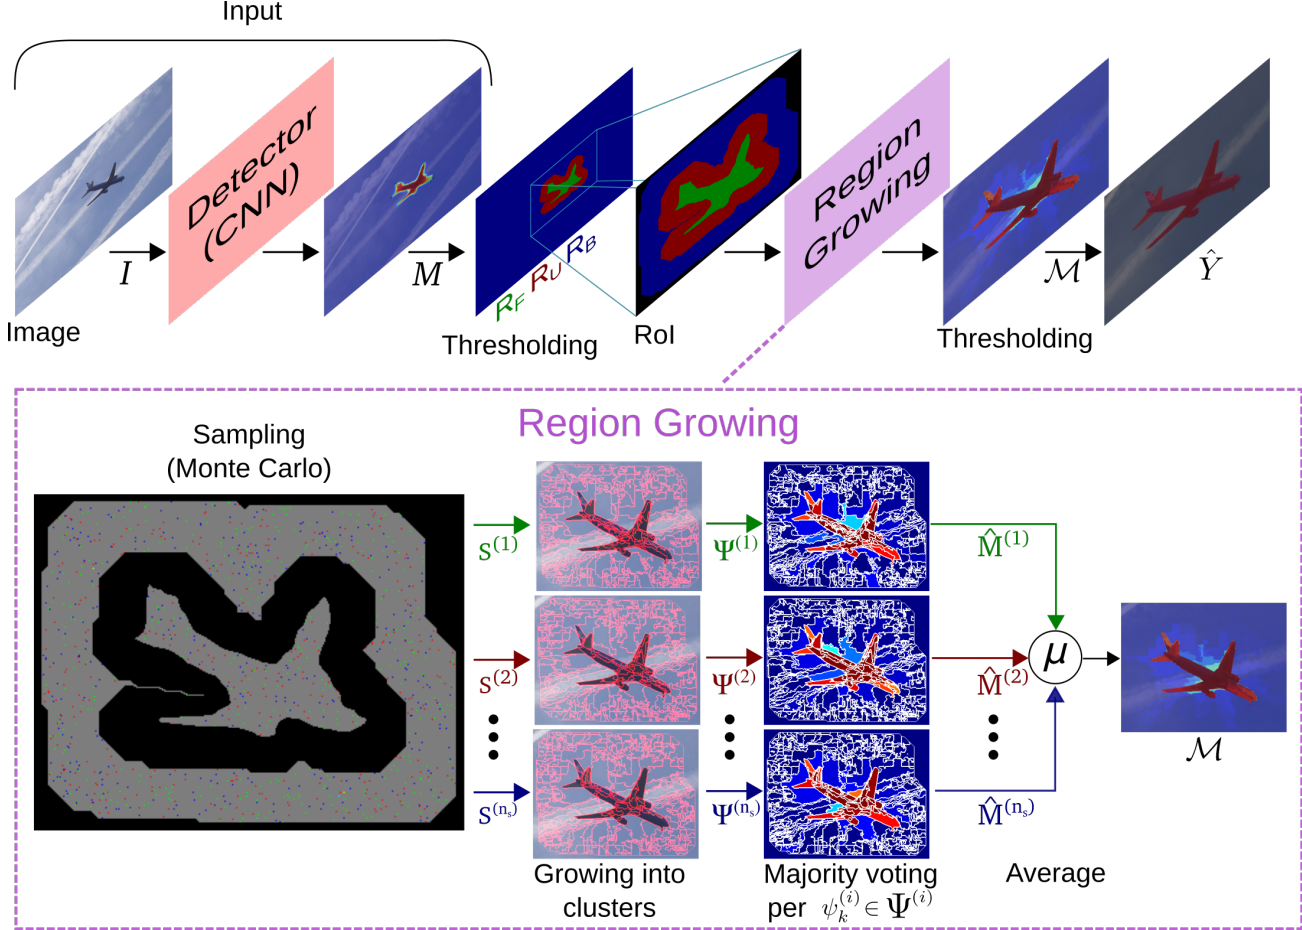 Input
Detector
(CNN)
Region
Growing
I
M
R_F R_U R_B
ℳ
Ŷ
Image
Thresholding
RoI
Thresholding
Region Growing
Sampling
(Monte Carlo)
S^(1)
Ψ^(1)
M̂^(1)
S^(2)
Ψ^(2)
M̂^(2)
μ
S^(n_s)
Ψ^(n_s)
M̂^(n_s)
ℳ
Growing into
clusters
Majority voting
per ψ_k^(i) ∈ Ψ^(i)
Average